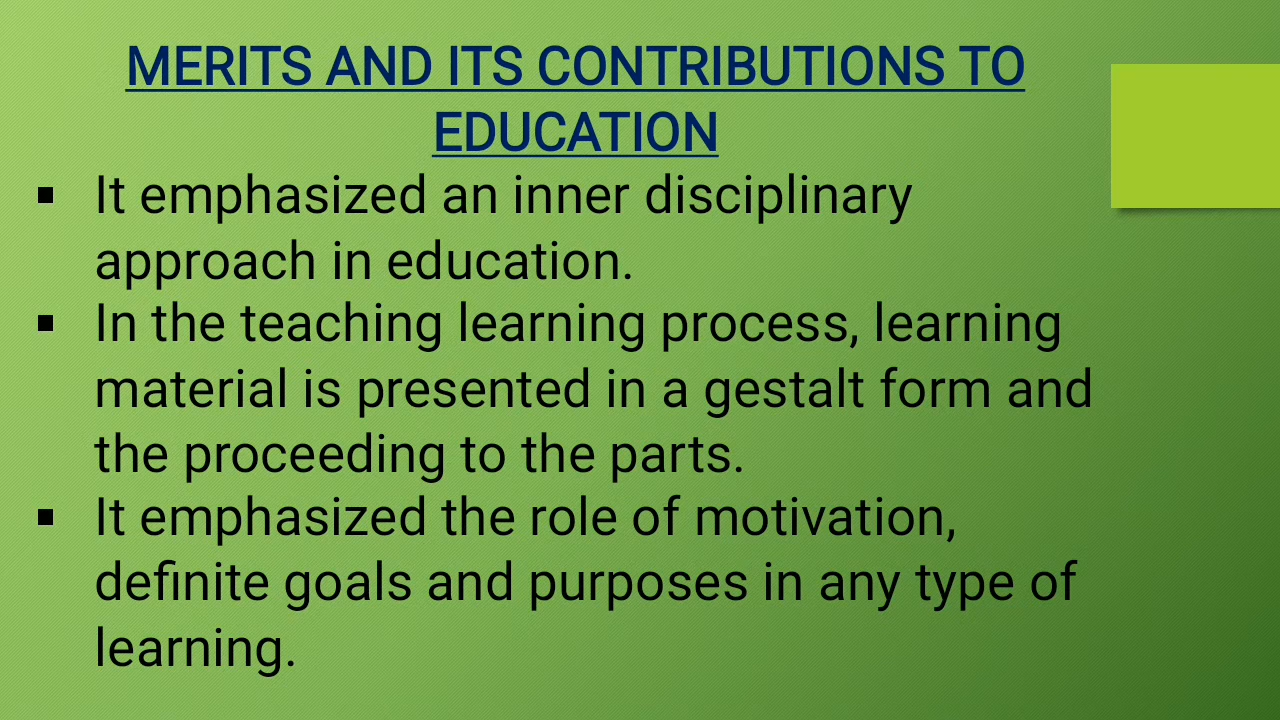 MERITS AND ITS CONTRIBUTIONS TO
EDUCATION
▪ It emphasized an inner disciplinary
approach in education.
▪ In the teaching learning process, learning
material is presented in a gestalt form and
the proceeding to the parts.
▪ It emphasized the role of motivation,
definite goals and purposes in any type of
learning.